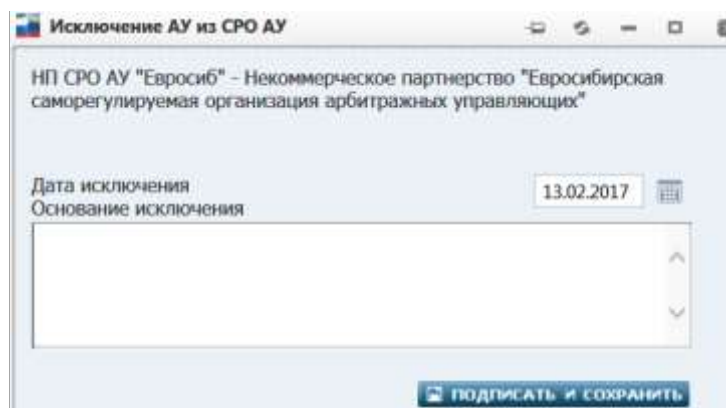 Исключение АУ из СРО АУ
НП СРО АУ "Евросиб" - Некоммерческое партнерство "Евросибирская
саморегулируемая организация арбитражных управляющих"
Дата исключения
13.02.2017
Основание исключения
ПОДПИСАТЬ И СОХРАНИТЬ